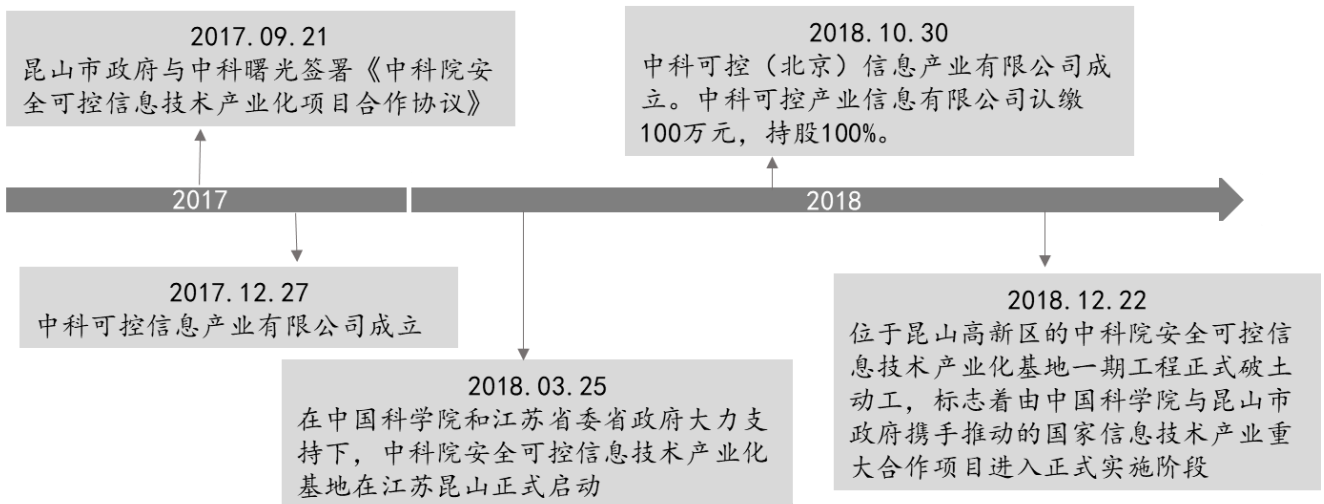 2017.09.21
昆山市政府与中科曙光签署《中科院安
全可控信息技术产业化项目合作协议》
2018.10.30
中科可控（北京）信息产业有限公司成
立。中科可控产业信息有限公司认缴
100万元，持股100%。
2017
2018
2017.12.27
中科可控信息产业有限公司成立
2018.03.25
在中国科学院和江苏省委省政府大力支
持下，中科院安全可控信息技术产业化
基地在江苏昆山正式启动
2018.12.22
位于昆山高新区的中科院安全可控信
息技术产业化基地一期工程正式破土
动工，标志着由中国科学院与昆山市
政府携手推动的国家信息技术产业重
大合作项目进入正式实施阶段